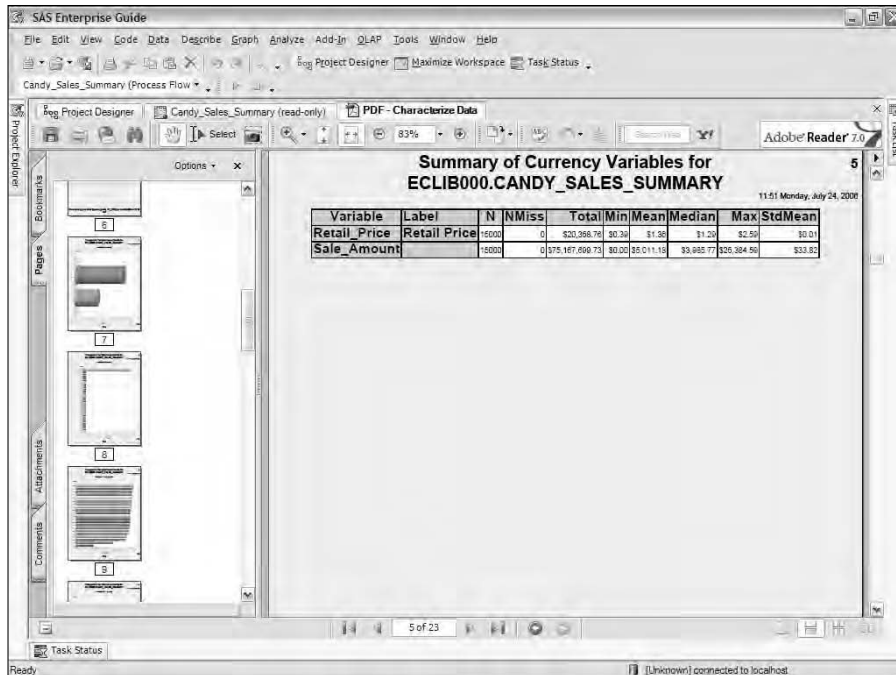 SAS Enterprise Guide
File Edit View Code Data Describe Graph Analyze Add-In OLAP Tools Window Help
Project Designer Maximize Workspace Task Status
Candy_Sales_Summary (Process Flow
Project Designer Candy_Sales_Summary (read-only) PDF - Characterize Data
Project Explorer
Select 83% Adobe Reader 7.0
Options
Bookmarks
Pages
Attachments
Comments
6
7
8
9
Summary of Currency Variables for 5
ECLIB000.CANDY_SALES_SUMMARY
11:51 Monday, July 24, 2006
Variable Label N NMiss Total Min Mean Median Max StdMean
Retail_Price Retail Price 15000 0 $20,368.76 $0.39 $1.36 $1.29 $2.59 $0.01
Sale_Amount 15000 0 $75,167,699.73 $0.00 $5,011.18 $3,985.77 $26,384.59 $33.82
5 of 23
Task Status
Ready [Unknown] connected to localhost